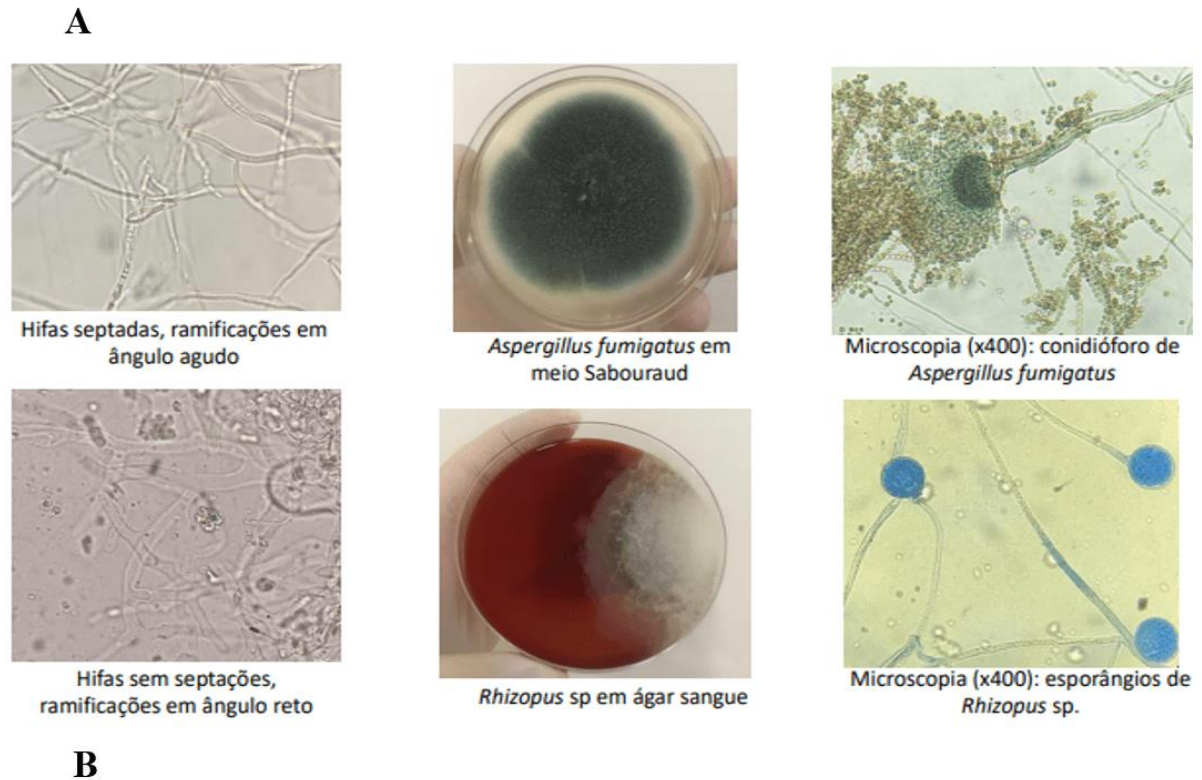 A
Hifas septadas, ramificações em
ângulo agudo
Aspergillus fumigatus em
meio Sabouraud
Microscopia (x400): conidióforo de
Aspergillus fumigatus
Hifas sem septações,
ramificações em ângulo reto
Rhizopus sp em ágar sangue
Microscopia (x400): esporângios de
Rhizopus sp.
B